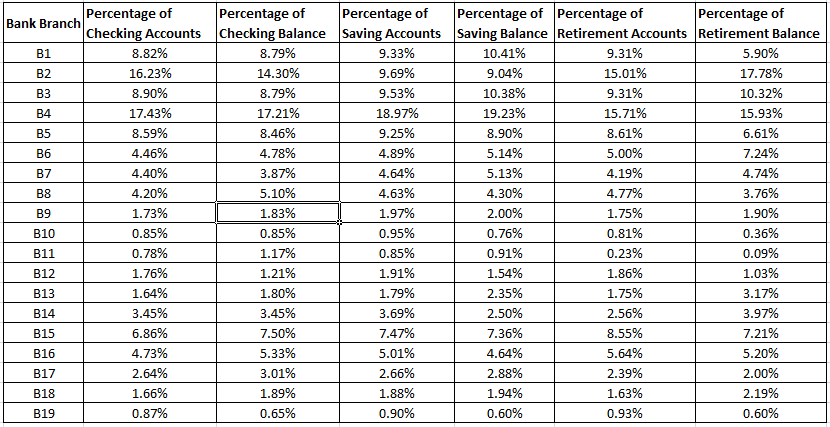 Bank Branch Percentage of Checking Accounts Percentage of Checking Balance Percentage of Saving Accounts Percentage of Saving Balance Percentage of Retirement Accounts Percentage of Retirement Balance
B1 8.82% 8.79% 9.33% 10.41% 9.31% 5.90%
B2 16.23% 14.30% 9.69% 9.04% 15.01% 17.78%
B3 8.90% 8.79% 9.53% 10.38% 9.31% 10.32%
B4 17.43% 17.21% 18.97% 19.23% 15.71% 15.93%
B5 8.59% 8.46% 9.25% 8.90% 8.61% 6.61%
B6 4.46% 4.78% 4.89% 5.14% 5.00% 7.24%
B7 4.40% 3.87% 4.64% 5.13% 4.19% 4.74%
B8 4.20% 5.10% 4.63% 4.30% 4.77% 3.76%
B9 1.73% 1.83% 1.97% 2.00% 1.75% 1.90%
B10 0.85% 0.85% 0.95% 0.76% 0.81% 0.36%
B11 0.78% 1.17% 0.85% 0.91% 0.23% 0.09%
B12 1.76% 1.21% 1.91% 1.54% 1.86% 1.03%
B13 1.64% 1.80% 1.79% 2.35% 1.75% 3.17%
B14 3.45% 3.45% 3.69% 2.50% 2.56% 3.97%
B15 6.86% 7.50% 7.47% 7.36% 8.55% 7.21%
B16 4.73% 5.33% 5.01% 4.64% 5.64% 5.20%
B17 2.64% 3.01% 2.66% 2.88% 2.39% 2.00%
B18 1.66% 1.89% 1.88% 1.94% 1.63% 2.19%
B19 0.87% 0.65% 0.90% 0.60% 0.93% 0.60%